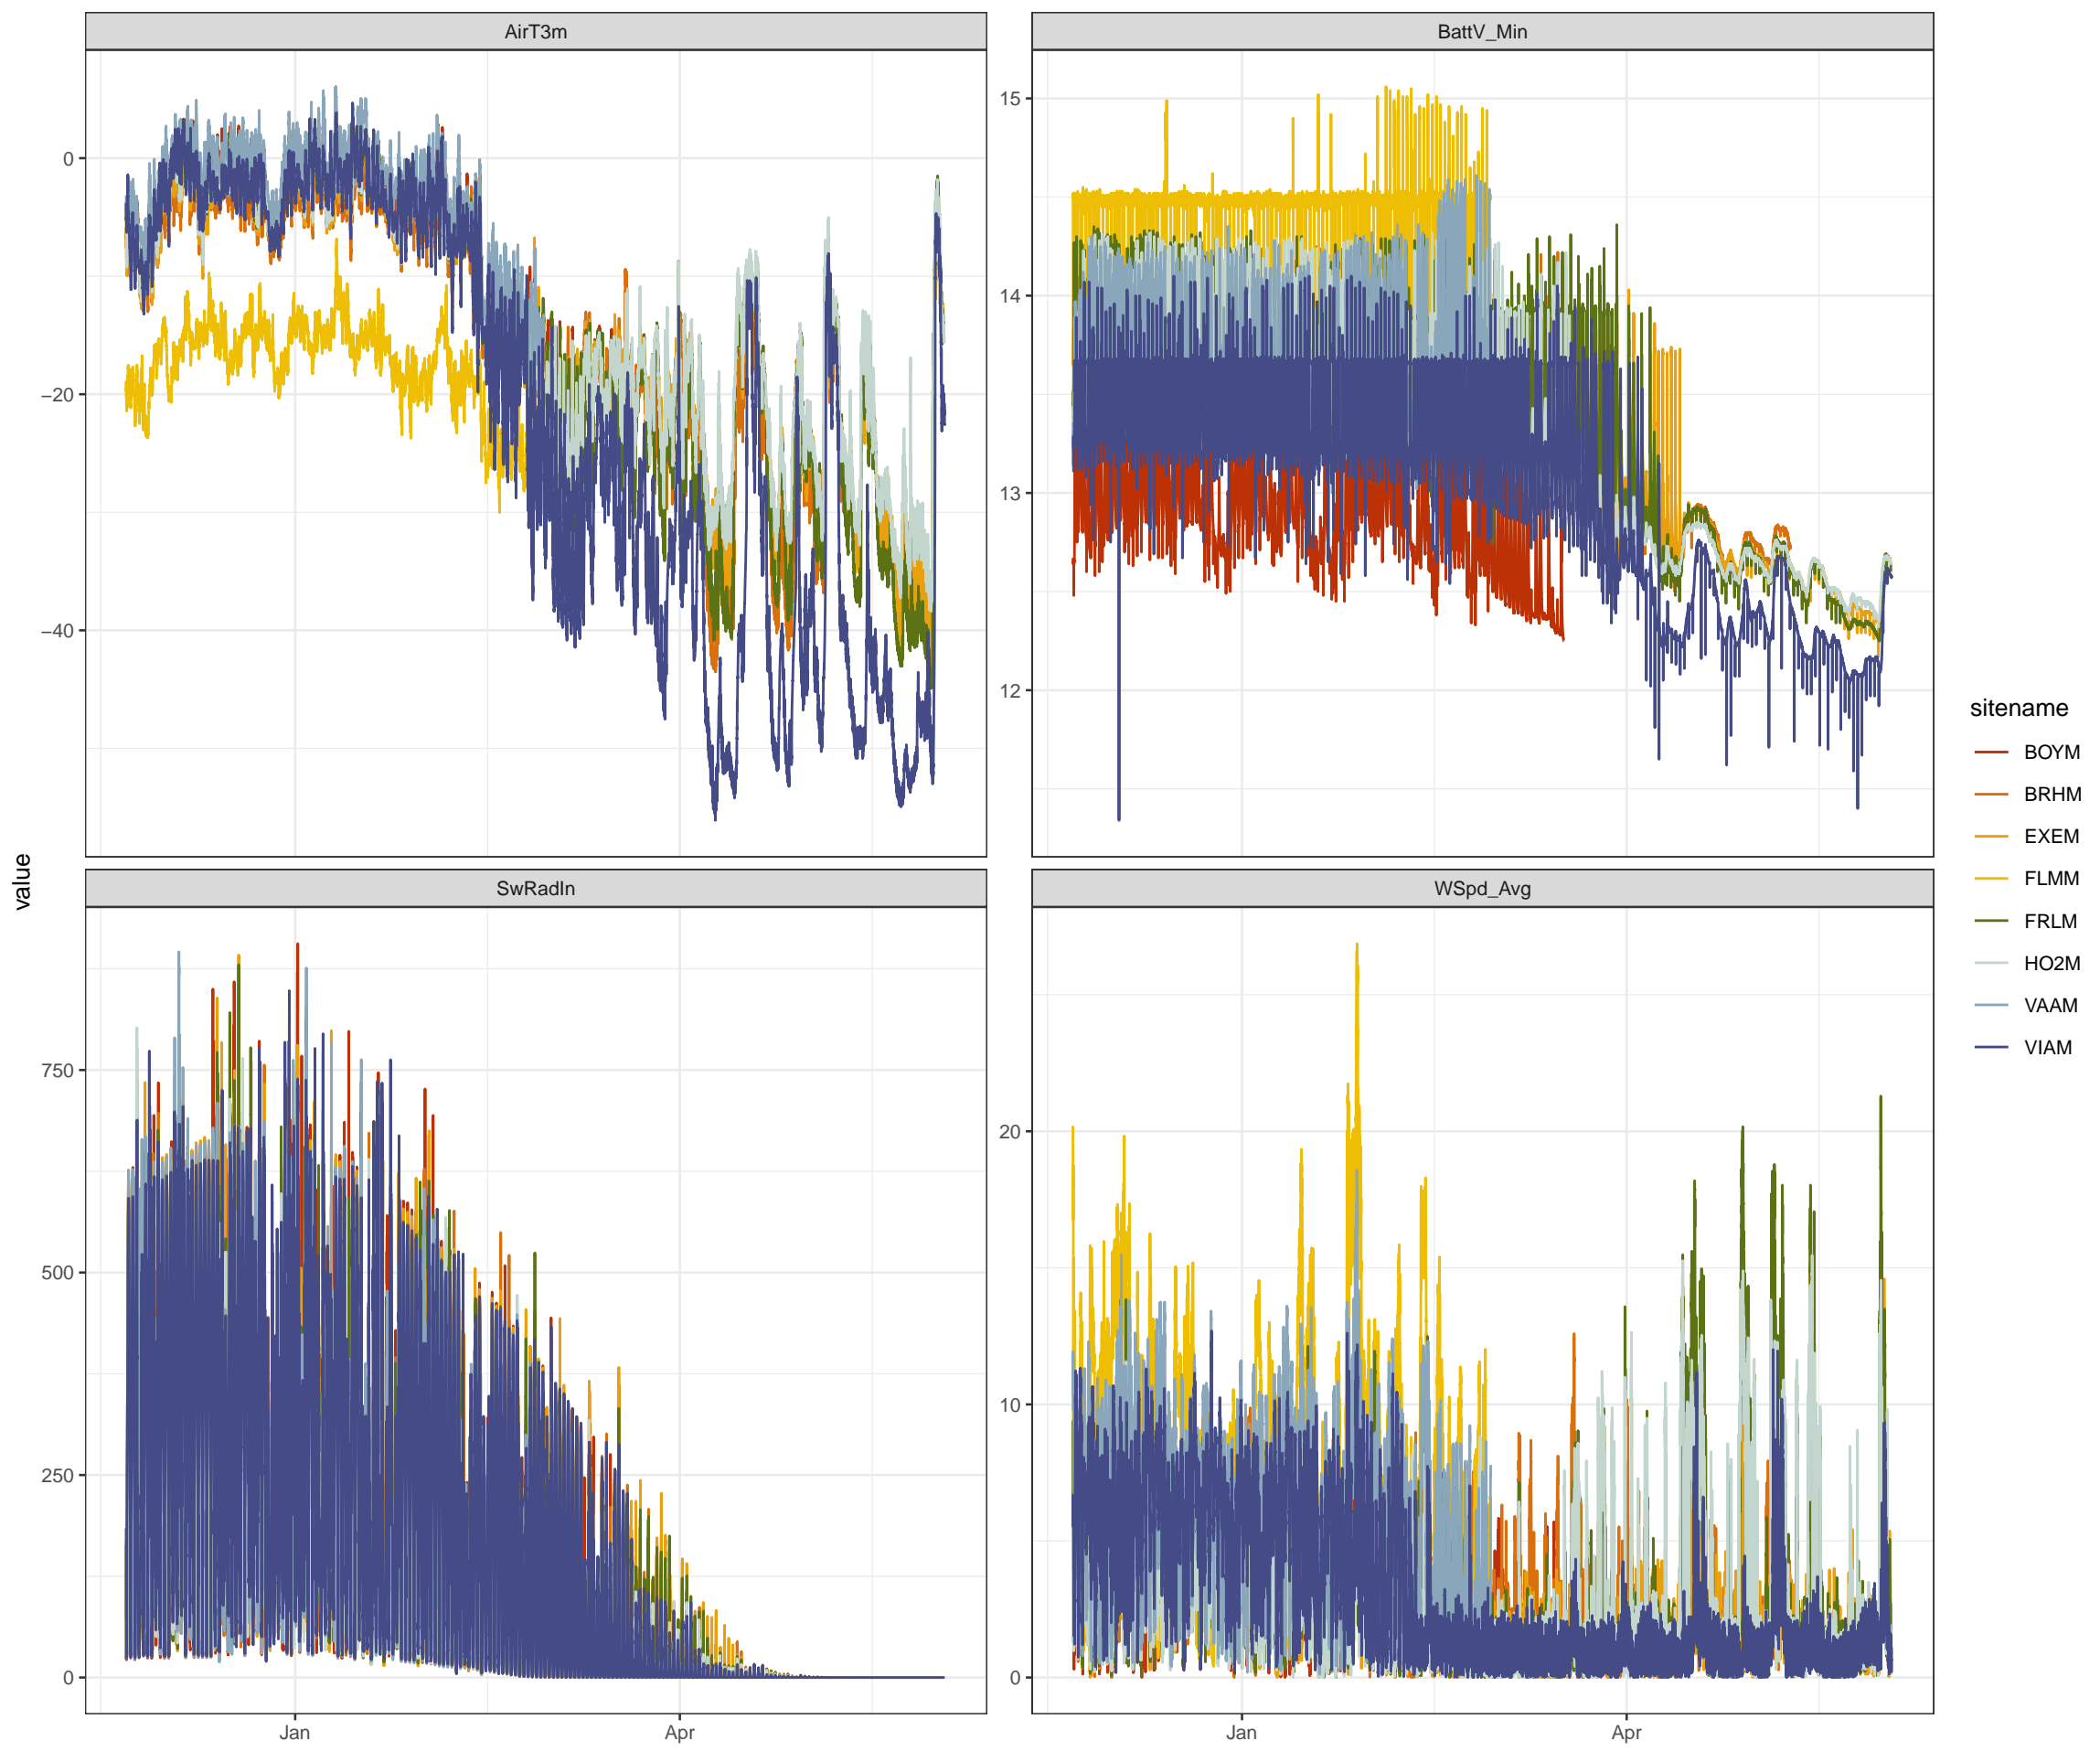 AirT3m
BattV_Min
0
−20
−40
15
14
13
12
value
SwRadIn
WSpd_Avg
750
500
250
0
20
10
0
Jan
Apr
Jan
Apr
sitename
BOYM
BRHM
EXEM
FLMM
FRLM
HO2M
VAAM
VIAM